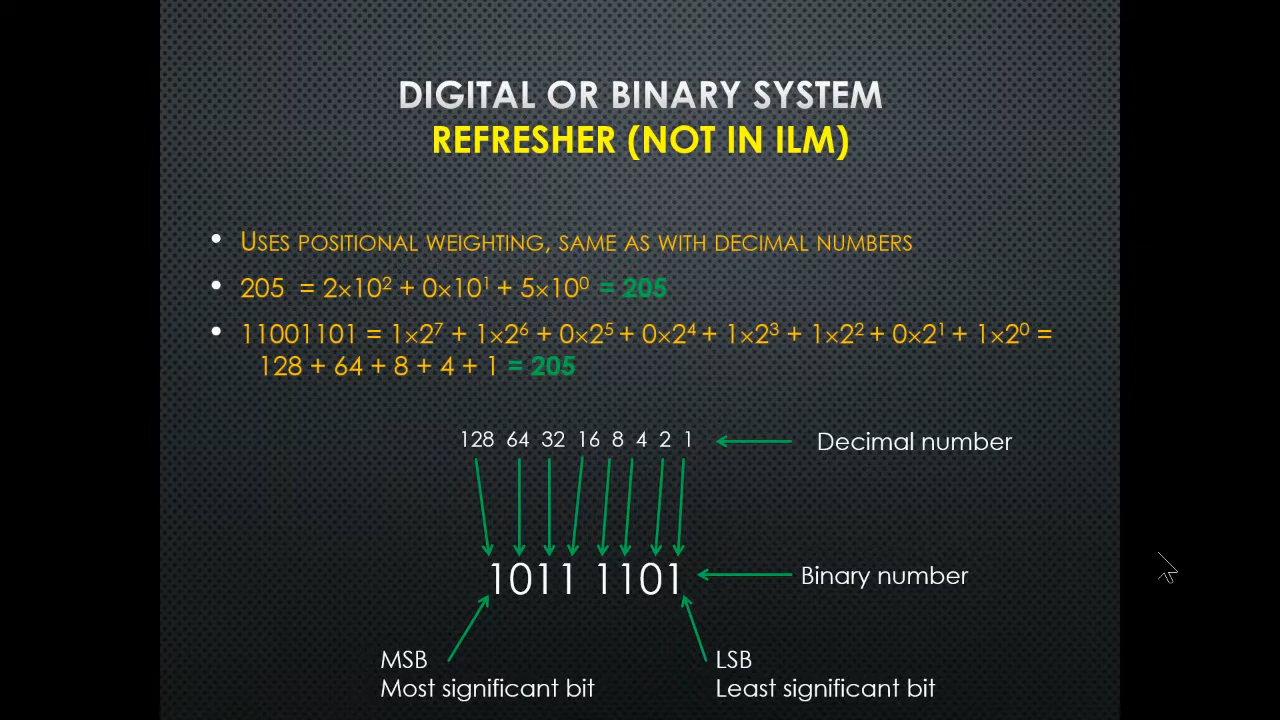 DIGITAL OR BINARY SYSTEM
REFRESHER (NOT IN ILM)
• USES POSITIONAL WEIGHTING, SAME AS WITH DECIMAL NUMBERS
• 205 = 2×10² + 0×10¹ + 5×10⁰ = 205
• 11001101 = 1×2⁷ + 1×2⁶ + 0×2⁵ + 0×2⁴ + 1×2³ + 1×2² + 0×2¹ + 1×2⁰ =
128 + 64 + 8 + 4 + 1 = 205
128 64 32 16 8 4 2 1 Decimal number
1011 1101 Binary number
MSB LSB
Most significant bit Least significant bit